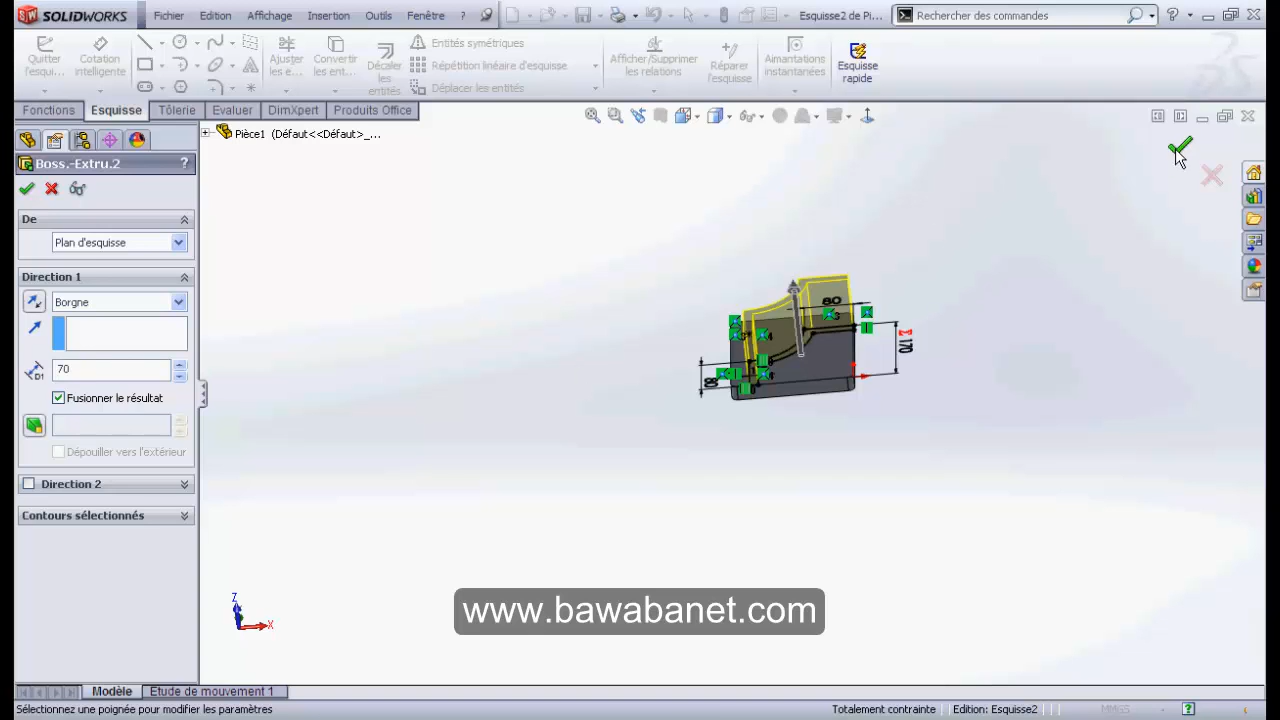 SOLIDWORKS
Fichier Edition Affichage Insertion Outils Fenêtre ?
Esquisse2 de Pi...
Rechercher des commandes
?
Quitter l'esqui...
Cotation intelligente
Ajuster les e...
Convertir les ent...
Décaler les entités
Entités symétriques
Répétition linéaire d'esquisse
Déplacer les entités
Afficher/Supprimer les relations
Réparer l'esquisse
Aimantations instantanées
Esquisse rapide
Fonctions Esquisse Tôlerie Evaluer DimXpert Produits Office
Pièce1 (Défaut<<Défaut>_...
Boss.-Extru.2 ?
De
Plan d'esquisse
Direction 1
Borgne
D1
70
Fusionner le résultat
Dépouiller vers l'extérieur
Direction 2
Contours sélectionnés
80
170
80
Z
X
www.bawabanet.com
Modèle Etude de mouvement 1
Sélectionnez une poignée pour modifier les paramètres
Totalement contrainte Edition: Esquisse2 MMGS ?